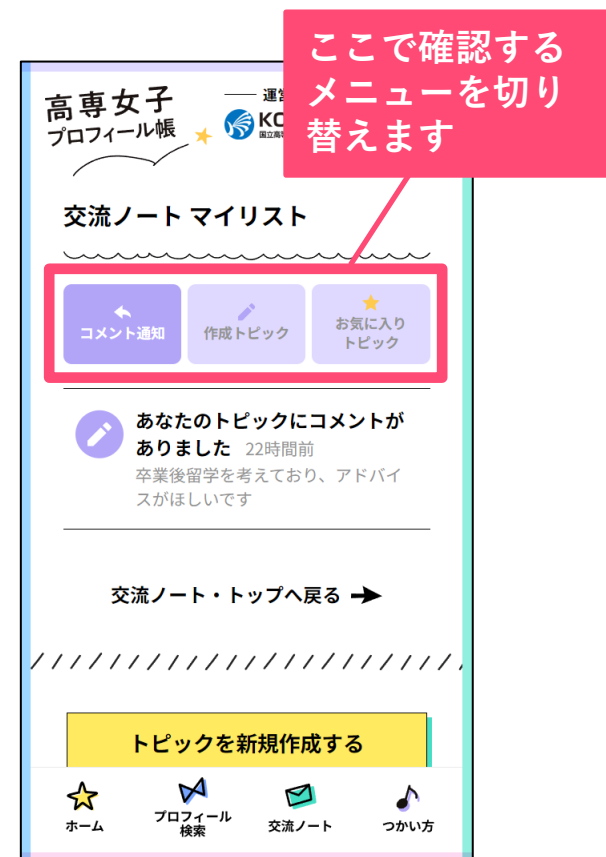 ここで確認する
メニューを切り
替えます
高専女子
プロフィール帳
交流ノート マイリスト
コメント通知
作成トピック
お気に入り
トピック
あなたのトピックにコメントが
ありました 22時間前
卒業後留学を考えており、アドバイ
スがほしいです
交流ノート・トップへ戻る
トピックを新規作成する
ホーム
プロフィール
検索
交流ノート
つかい方